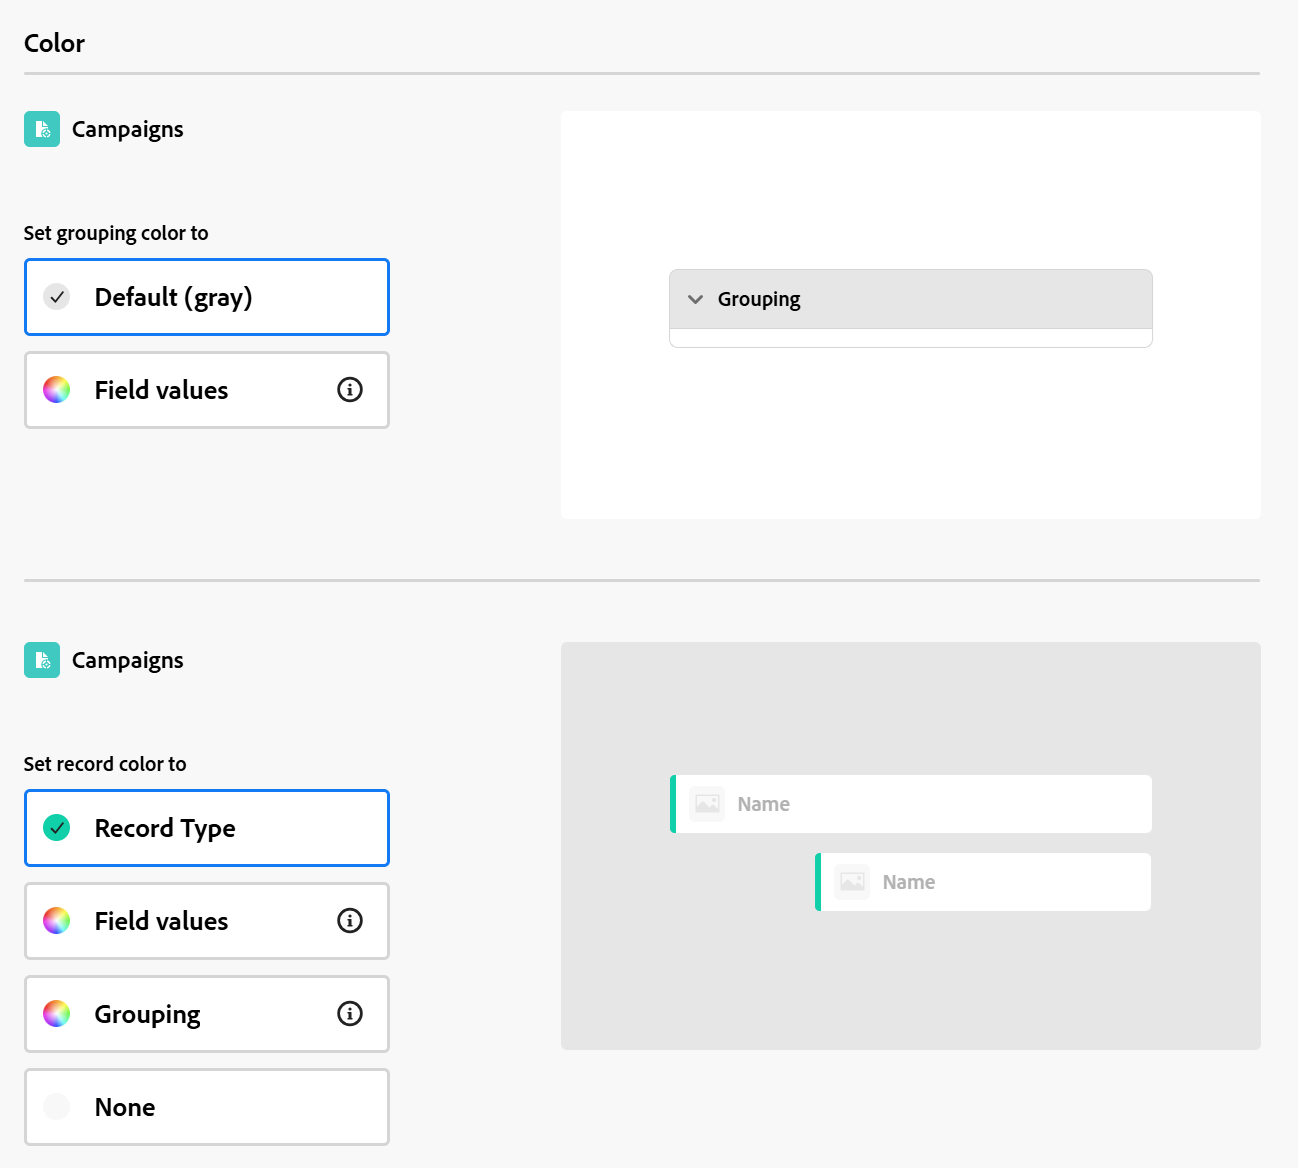 Color
Campaigns
Set grouping color to
Default (gray)
Field values
Grouping
Campaigns
Set record color to
Record Type
Field values
Grouping
None
Name
Name